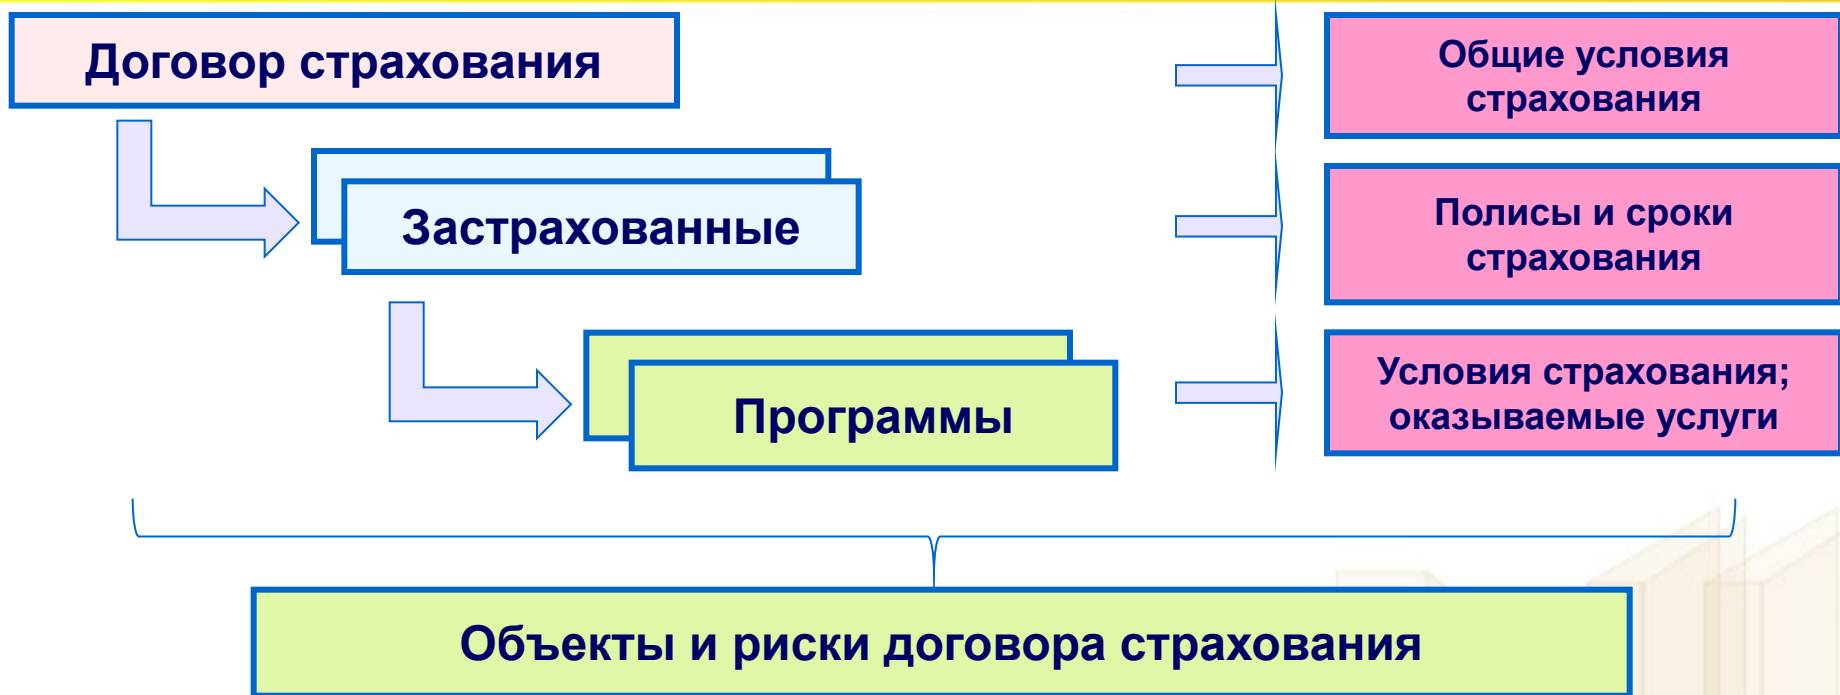 Договор страхования
Общие условия
страхования
Застрахованные
Полисы и сроки
страхования
Программы
Условия страхования;
оказываемые услуги
Объекты и риски договора страхования